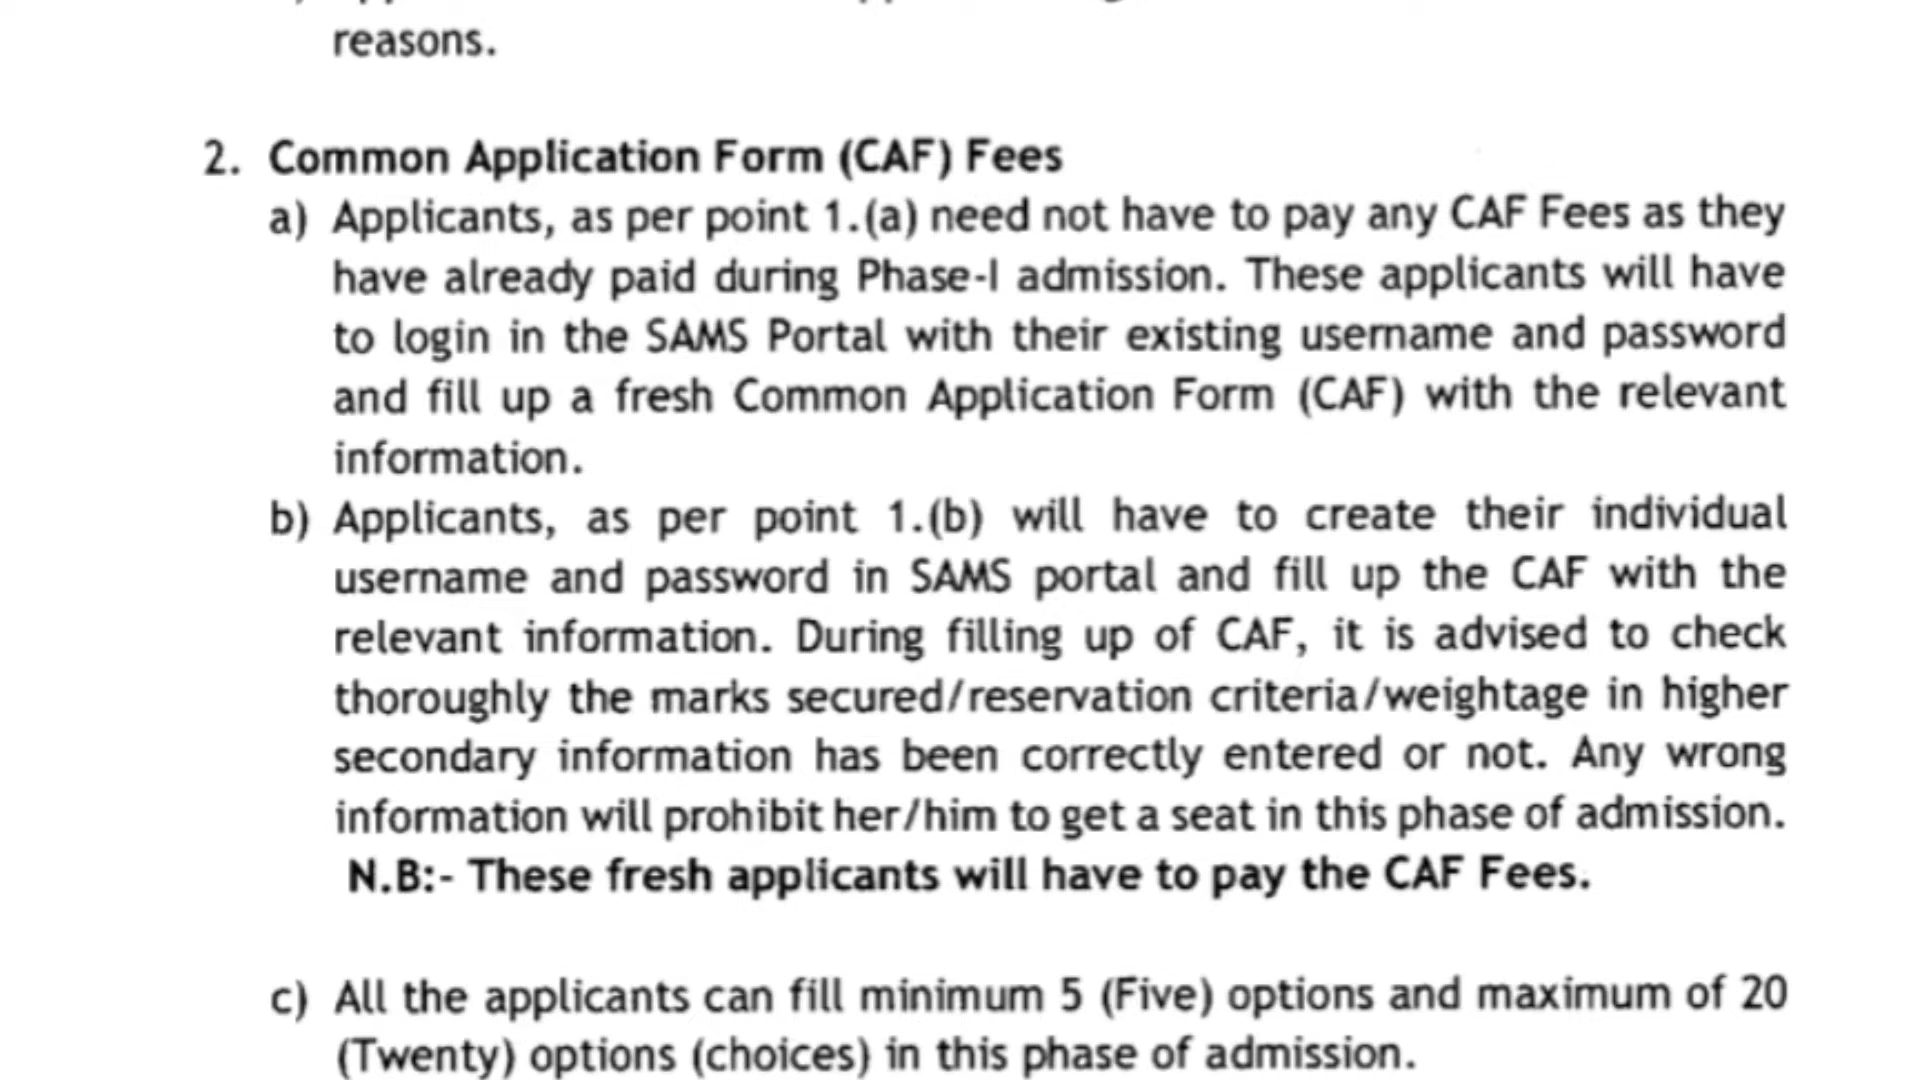 reasons.
2. Common Application Form (CAF) Fees
a) Applicants, as per point 1.(a) need not have to pay any CAF Fees as they
have already paid during Phase-I admission. These applicants will have
to login in the SAMS Portal with their existing username and password
and fill up a fresh Common Application Form (CAF) with the relevant
information.
b) Applicants, as per point 1.(b) will have to create their individual
username and password in SAMS portal and fill up the CAF with the
relevant information. During filling up of CAF, it is advised to check
thoroughly the marks secured/reservation criteria/weightage in higher
secondary information has been correctly entered or not. Any wrong
information will prohibit her/him to get a seat in this phase of admission.
N.B:- These fresh applicants will have to pay the CAF Fees.
c) All the applicants can fill minimum 5 (Five) options and maximum of 20
(Twenty) options (choices) in this phase of admission.